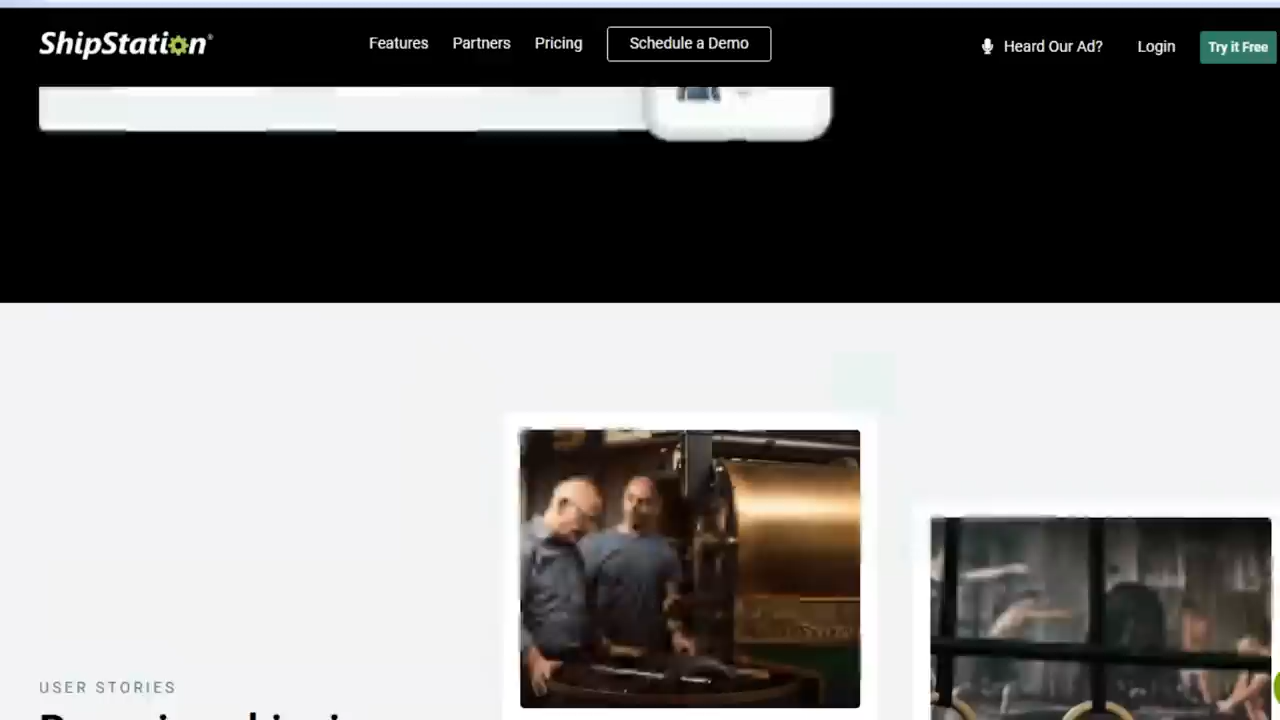 ShipStation®
Features
Partners
Pricing
Schedule a Demo
Heard Our Ad?
Login
Try it Free
USER STORIES